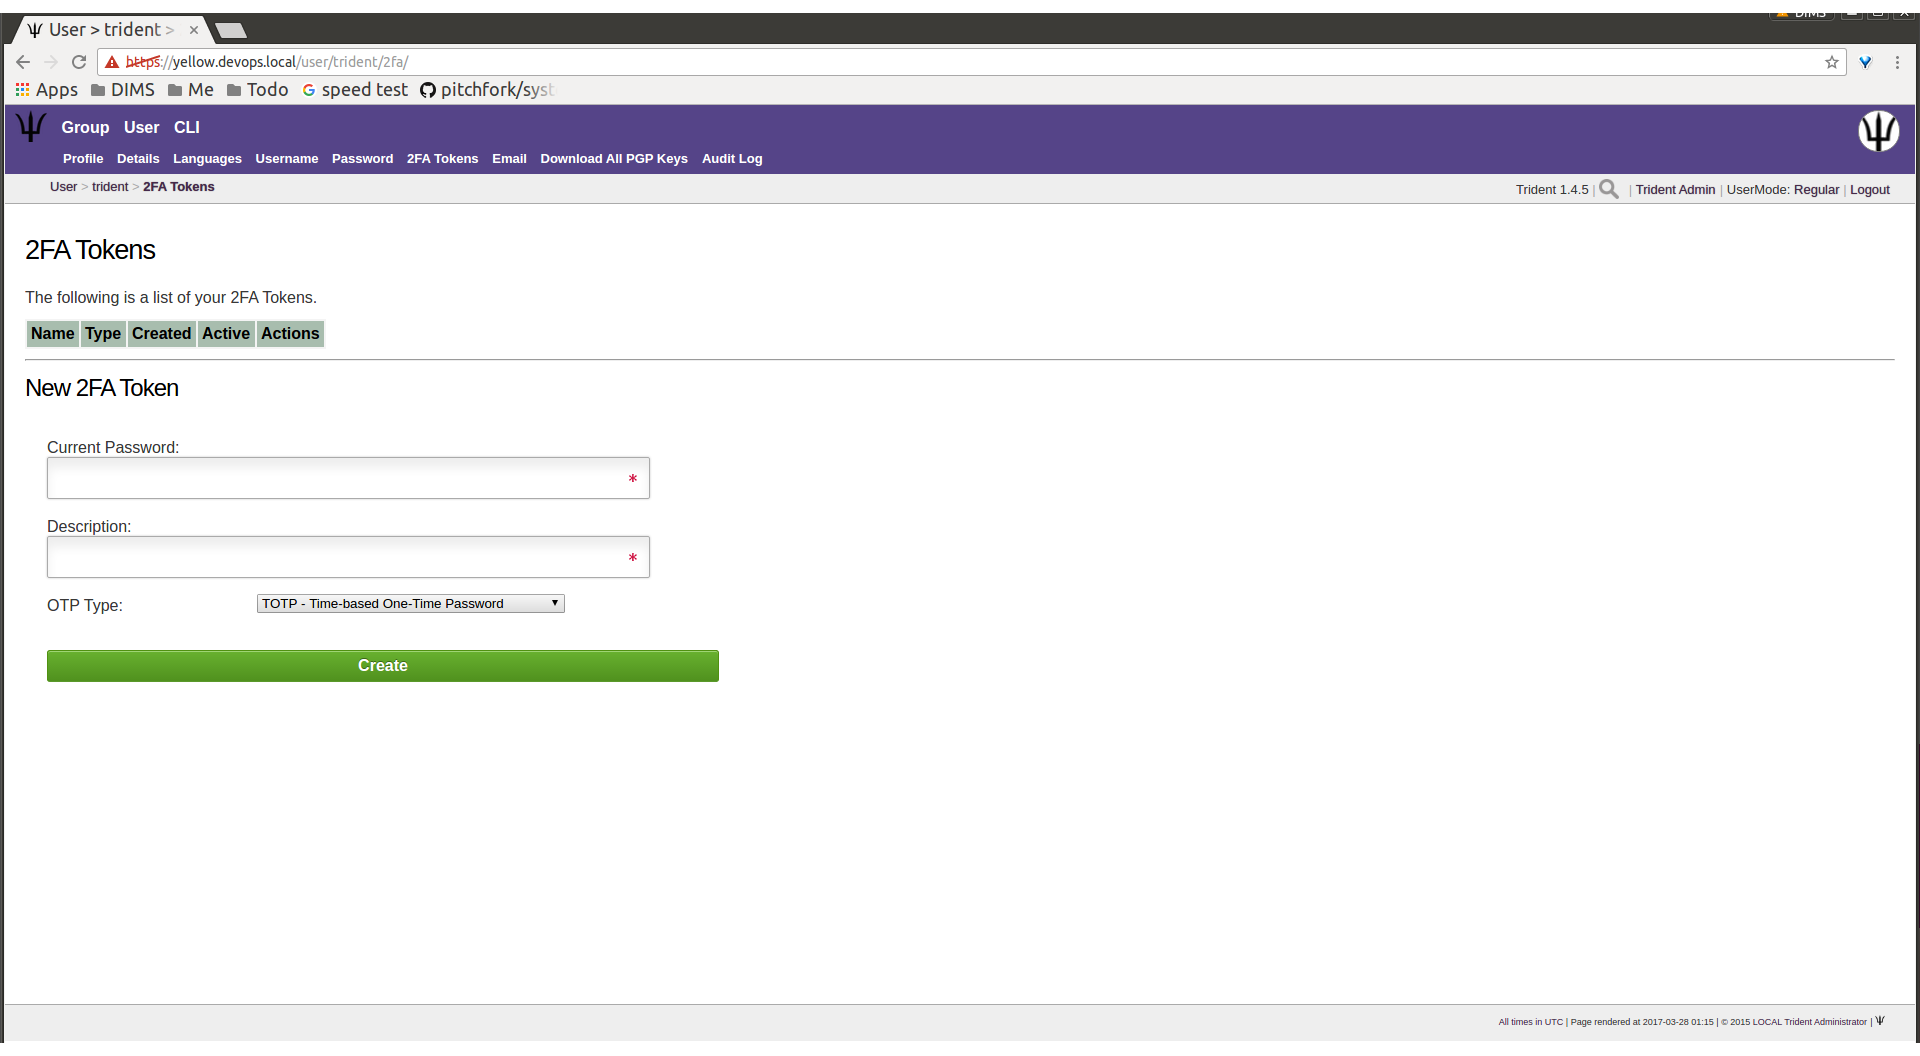 DIMS
User > trident >
https://yellow.devops.local/user/trident/2fa/
Apps DIMS Me Todo speed test pitchfork/syst
Group User CLI
Profile Details Languages Username Password 2FA Tokens Email Download All PGP Keys Audit Log
User > trident > 2FA Tokens
Trident 1.4.5 | | Trident Admin | UserMode: Regular | Logout
2FA Tokens
The following is a list of your 2FA Tokens.
Name Type Created Active Actions
New 2FA Token
Current Password:
*
Description:
*
OTP Type: TOTP - Time-based One-Time Password
Create
All times in UTC | Page rendered at 2017-03-28 01:15 | © 2015 LOCAL Trident Administrator |